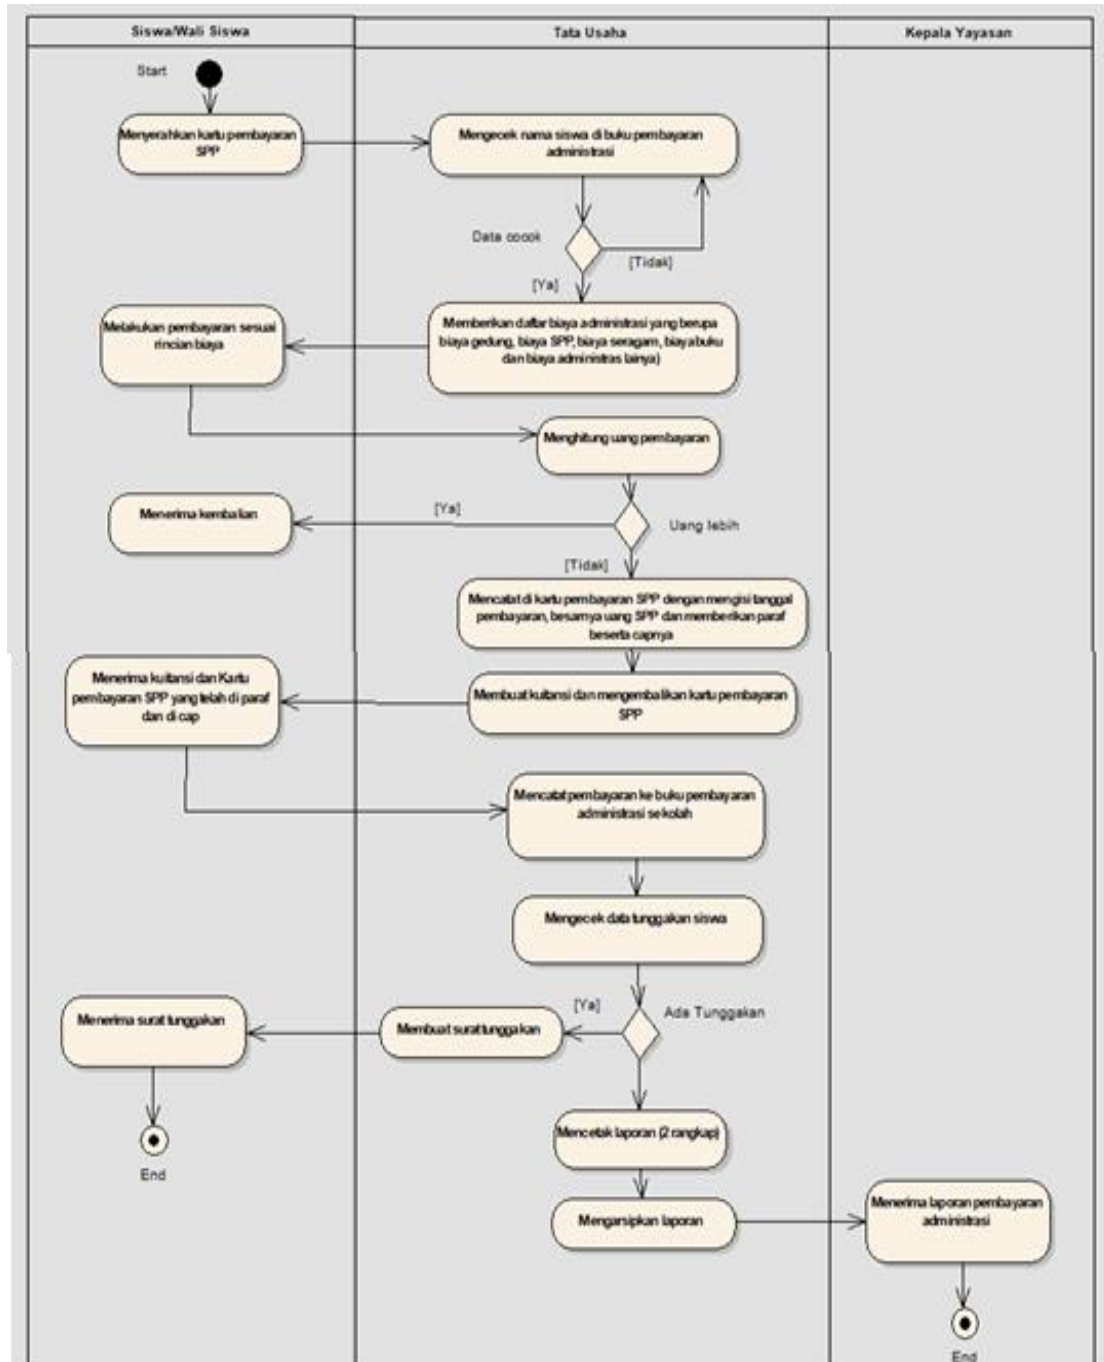 Siswa/Wali Siswa
Tata Usaha
Kepala Yayasan
Start
Menyerahkan kartu pembayaran
SPP
Mengecek nama siswa di buku pembayaran
administrasi
Data cocok
[Tidak]
[Ya]
Memberikan daftar biaya administrasi yang berupa
biaya gedung, biaya SPP, biaya seragam, biaya buku
dan biaya administras lainya)
Melakukan pembayaran sesuai
rincian biaya
Menghitung uang pembayaran
[Ya]
Uang lebih
Menerima kembalian
[Tidak]
Mencatat di kartu pembayaran SPP dengan mengisi tanggal
pembayaran, besarnya uang SPP dan memberikan paraf
beserta capnya
Membuat kuitansi dan mengembalikan kartu pembayaran
SPP
Menerima kuitansi dan Kartu
pembayaran SPP yang telah di paraf
dan di cap
Mencatat pembayaran ke buku pembayaran
administrasi sekolah
Mengecek data tunggakan siswa
[Ya]
Ada Tunggakan
Membuat surat tunggakan
Menerima surat tunggakan
End
Mencetak laporan (2 rangkap)
Mengarsipkan laporan
Menerima laporan pembayaran
administrasi
End